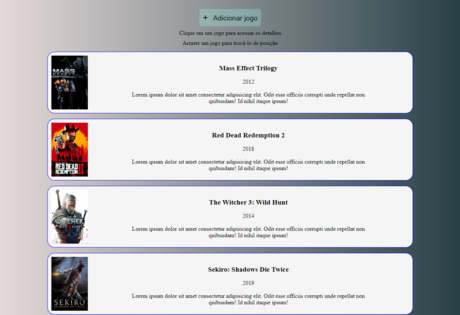 + Adicionar jogo
Clique em um jogo para acessar os detalhes
Arraste um jogo para trocá-lo de posição
MASS EFFECT
Mass Effect Trilogy
2012
Lorem ipsum dolor sit amet consectetur adipisicing elit. Odit esse officiis corrupti unde repellat non
quibusdam! Id nihil itaque ipsum!
RED DEAD
REDEMPTION
Red Dead Redemption 2
2018
Lorem ipsum dolor sit amet consectetur adipisicing elit. Odit esse officiis corrupti unde repellat non
quibusdam! Id nihil itaque ipsum!
The Witcher 3: Wild Hunt
2014
Lorem ipsum dolor sit amet consectetur adipisicing elit. Odit esse officiis corrupti unde repellat non
quibusdam! Id nihil itaque ipsum!
SEKIRO
Sekiro: Shadows Die Twice
2019
Lorem ipsum dolor sit amet consectetur adipisicing elit. Odit esse officiis corrupti unde repellat non
quibusdam! Id nihil itaque ipsum!